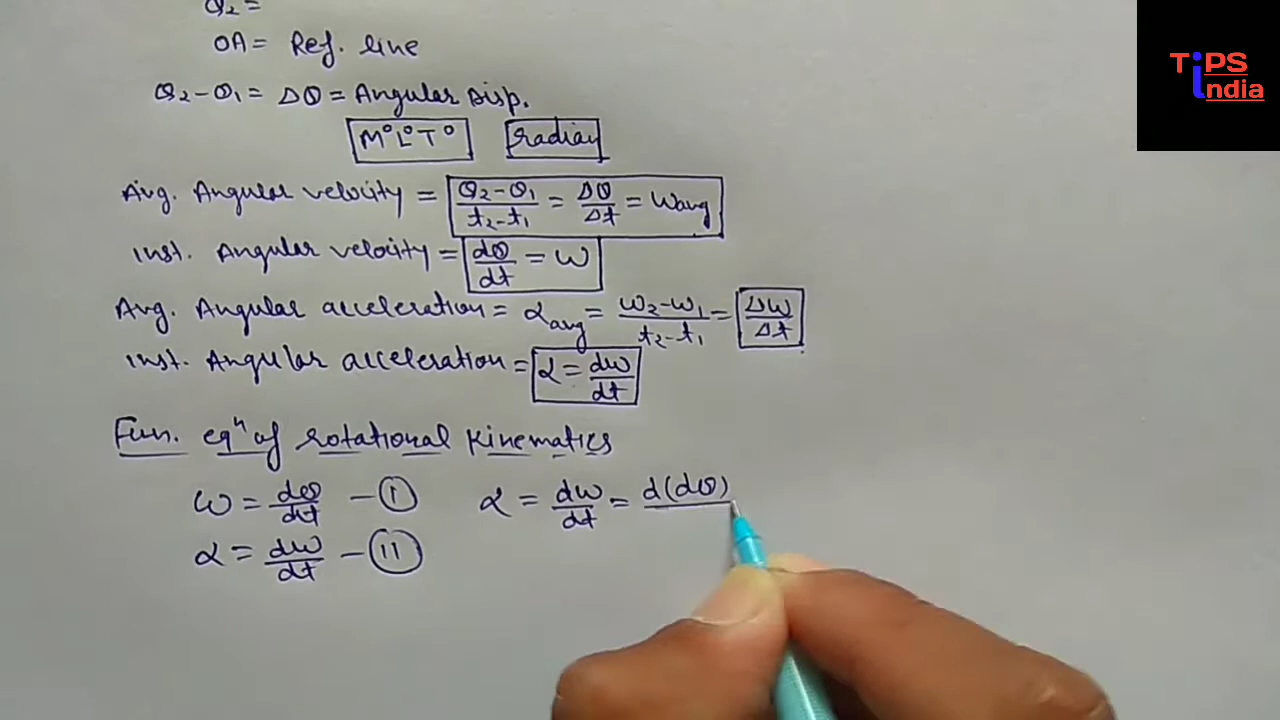 θ₂ =
OA = Ref. line
θ₂-θ₁ = Δθ = Angular Disp.
M⁰L⁰T⁰ radian
Avg. Angular velocity = θ₂-θ₁/t₂-t₁ = Δθ/Δt = ωavg
inst. Angular velocity = dθ/dt = ω
Avg. Angular acceleration = αavg = ω₂-ω₁/t₂-t₁ = Δω/Δt
inst. Angular acceleration = α = dω/dt
Fun. eqⁿ of rotational kinematics
ω = dθ/dt - (I) α = dω/dt = d(dθ)
α = dω/dt - (II)
TiPS
India